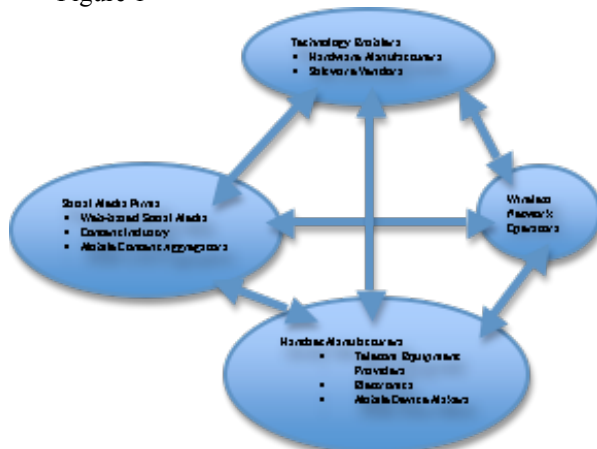 Figure 1
Technology Enablers
• Hardware Manufacturers
• Software Vendors
Social Media Firms
• Web-based Social Media
• Content Industry
• Mobile Content Aggregators
Wireless
Network
Operators
Handset Manufacturers
• Telecom Equipment
Providers
• Electronics
• Mobile Device Makers